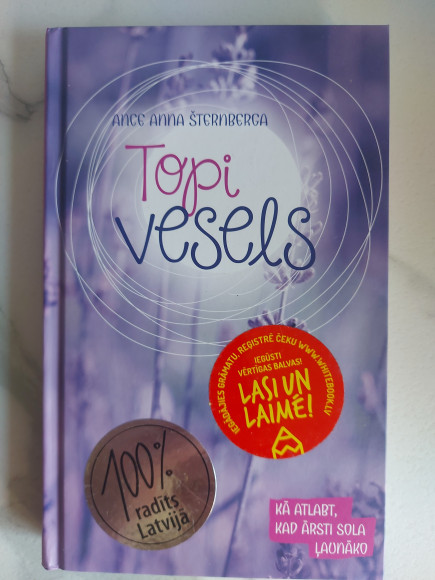 ANCE ANNA ŠTERNBERGA
Topi
vesels
IEGĀDĀJIES GRĀMATU, REĢISTRĒ ČEKU WWW.WHITEBOOK.LV
IEGŪSTI
VĒRTĪGAS BALVAS!
LASI UN
LAIMĒ!
100%
radīts
Latvijā
KĀ ATLABT,
KAD ĀRSTI SOLA
ĻAUNĀKO